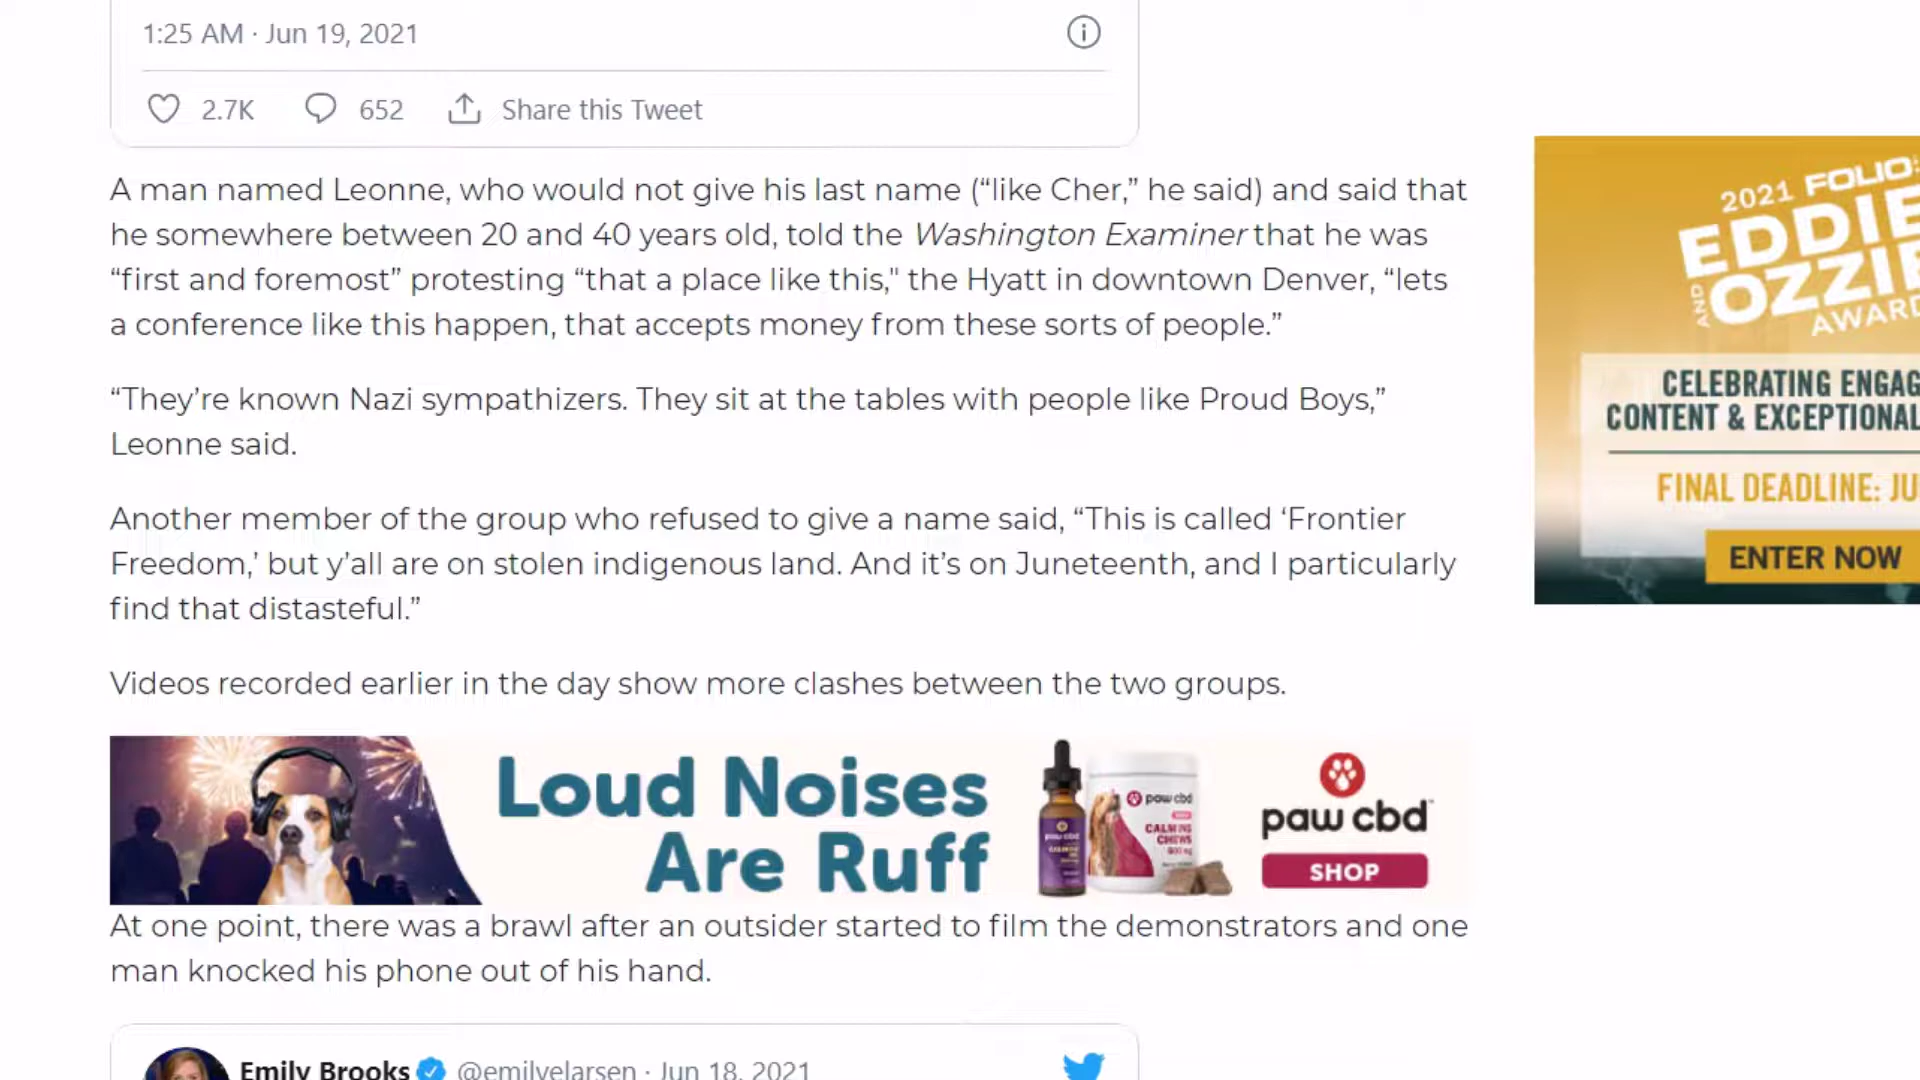 1:25 AM · Jun 19, 2021
2.7K 652 Share this Tweet
A man named Leonne, who would not give his last name (“like Cher,” he said) and said that
he somewhere between 20 and 40 years old, told the Washington Examiner that he was
“first and foremost” protesting “that a place like this," the Hyatt in downtown Denver, “lets
a conference like this happen, that accepts money from these sorts of people.”
“They’re known Nazi sympathizers. They sit at the tables with people like Proud Boys,”
Leonne said.
Another member of the group who refused to give a name said, “This is called ‘Frontier
Freedom,’ but y’all are on stolen indigenous land. And it’s on Juneteenth, and I particularly
find that distasteful.”
Videos recorded earlier in the day show more clashes between the two groups.
Loud Noises
Are Ruff
paw cbd
CALMING
CHEWS
paw cbd
SHOP
At one point, there was a brawl after an outsider started to film the demonstrators and one
man knocked his phone out of his hand.
Emily Brooks @emilyelarsen · Jun 18, 2021
2021 FOLIO:
EDDIE
AND OZZIE
AWARD
CELEBRATING ENGAG
CONTENT & EXCEPTIONAL
FINAL DEADLINE: JU
ENTER NOW